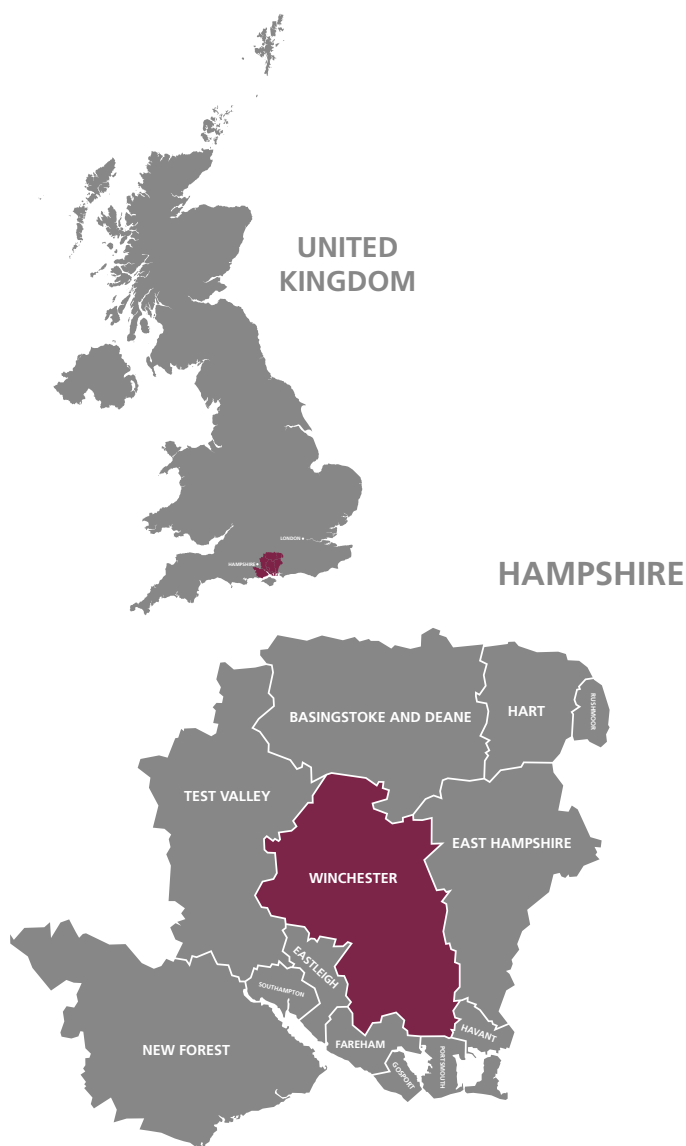 UNITED
KINGDOM
LONDON
HAMPSHIRE
HAMPSHIRE
BASINGSTOKE AND DEANE
HART
RUSHMOOR
TEST VALLEY
EAST HAMPSHIRE
WINCHESTER
EASTLEIGH
SOUTHAMPTON
HAVANT
NEW FOREST
FAREHAM
PORTSMOUTH
GOSPORT